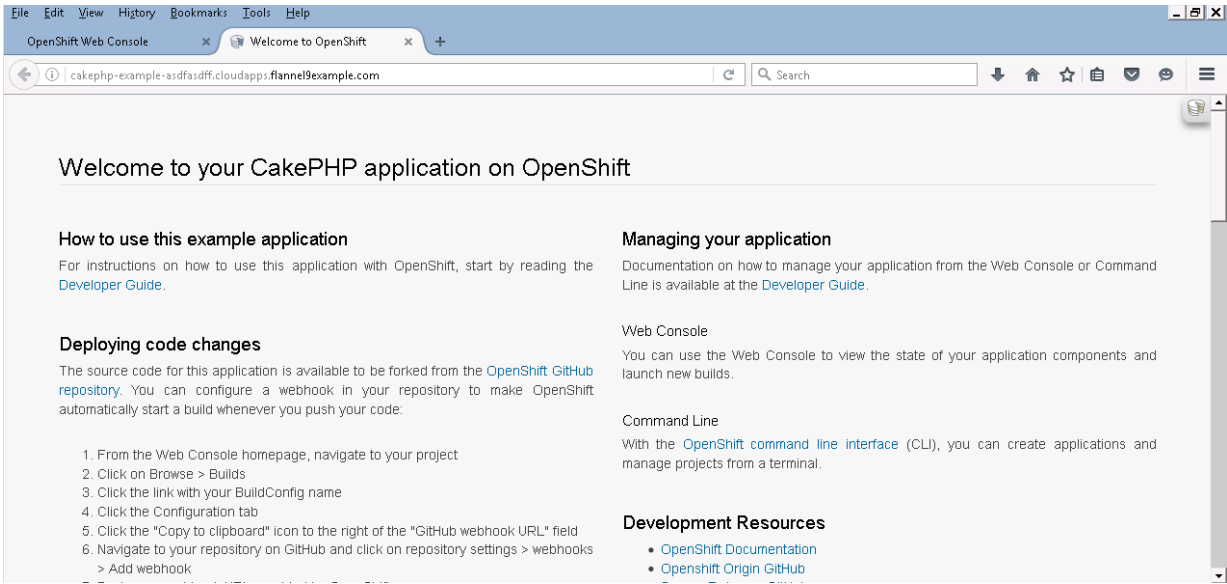 File Edit View History Bookmarks Tools Help
OpenShift Web Console
Welcome to OpenShift
cakephp-example-asdfasdff.cloudapps.flannel9example.com
Search
Welcome to your CakePHP application on OpenShift
How to use this example application
For instructions on how to use this application with OpenShift, start by reading the
Developer Guide.
Deploying code changes
The source code for this application is available to be forked from the OpenShift GitHub
repository. You can configure a webhook in your repository to make OpenShift
automatically start a build whenever you push your code:
1. From the Web Console homepage, navigate to your project
2. Click on Browse > Builds
3. Click the link with your BuildConfig name
4. Click the Configuration tab
5. Click the "Copy to clipboard" icon to the right of the "GitHub webhook URL" field
6. Navigate to your repository on GitHub and click on repository settings > webhooks
> Add webhook
Managing your application
Documentation on how to manage your application from the Web Console or Command
Line is available at the Developer Guide.
Web Console
You can use the Web Console to view the state of your application components and
launch new builds.
Command Line
With the OpenShift command line interface (CLI), you can create applications and
manage projects from a terminal.
Development Resources
• OpenShift Documentation
• Openshift Origin GitHub